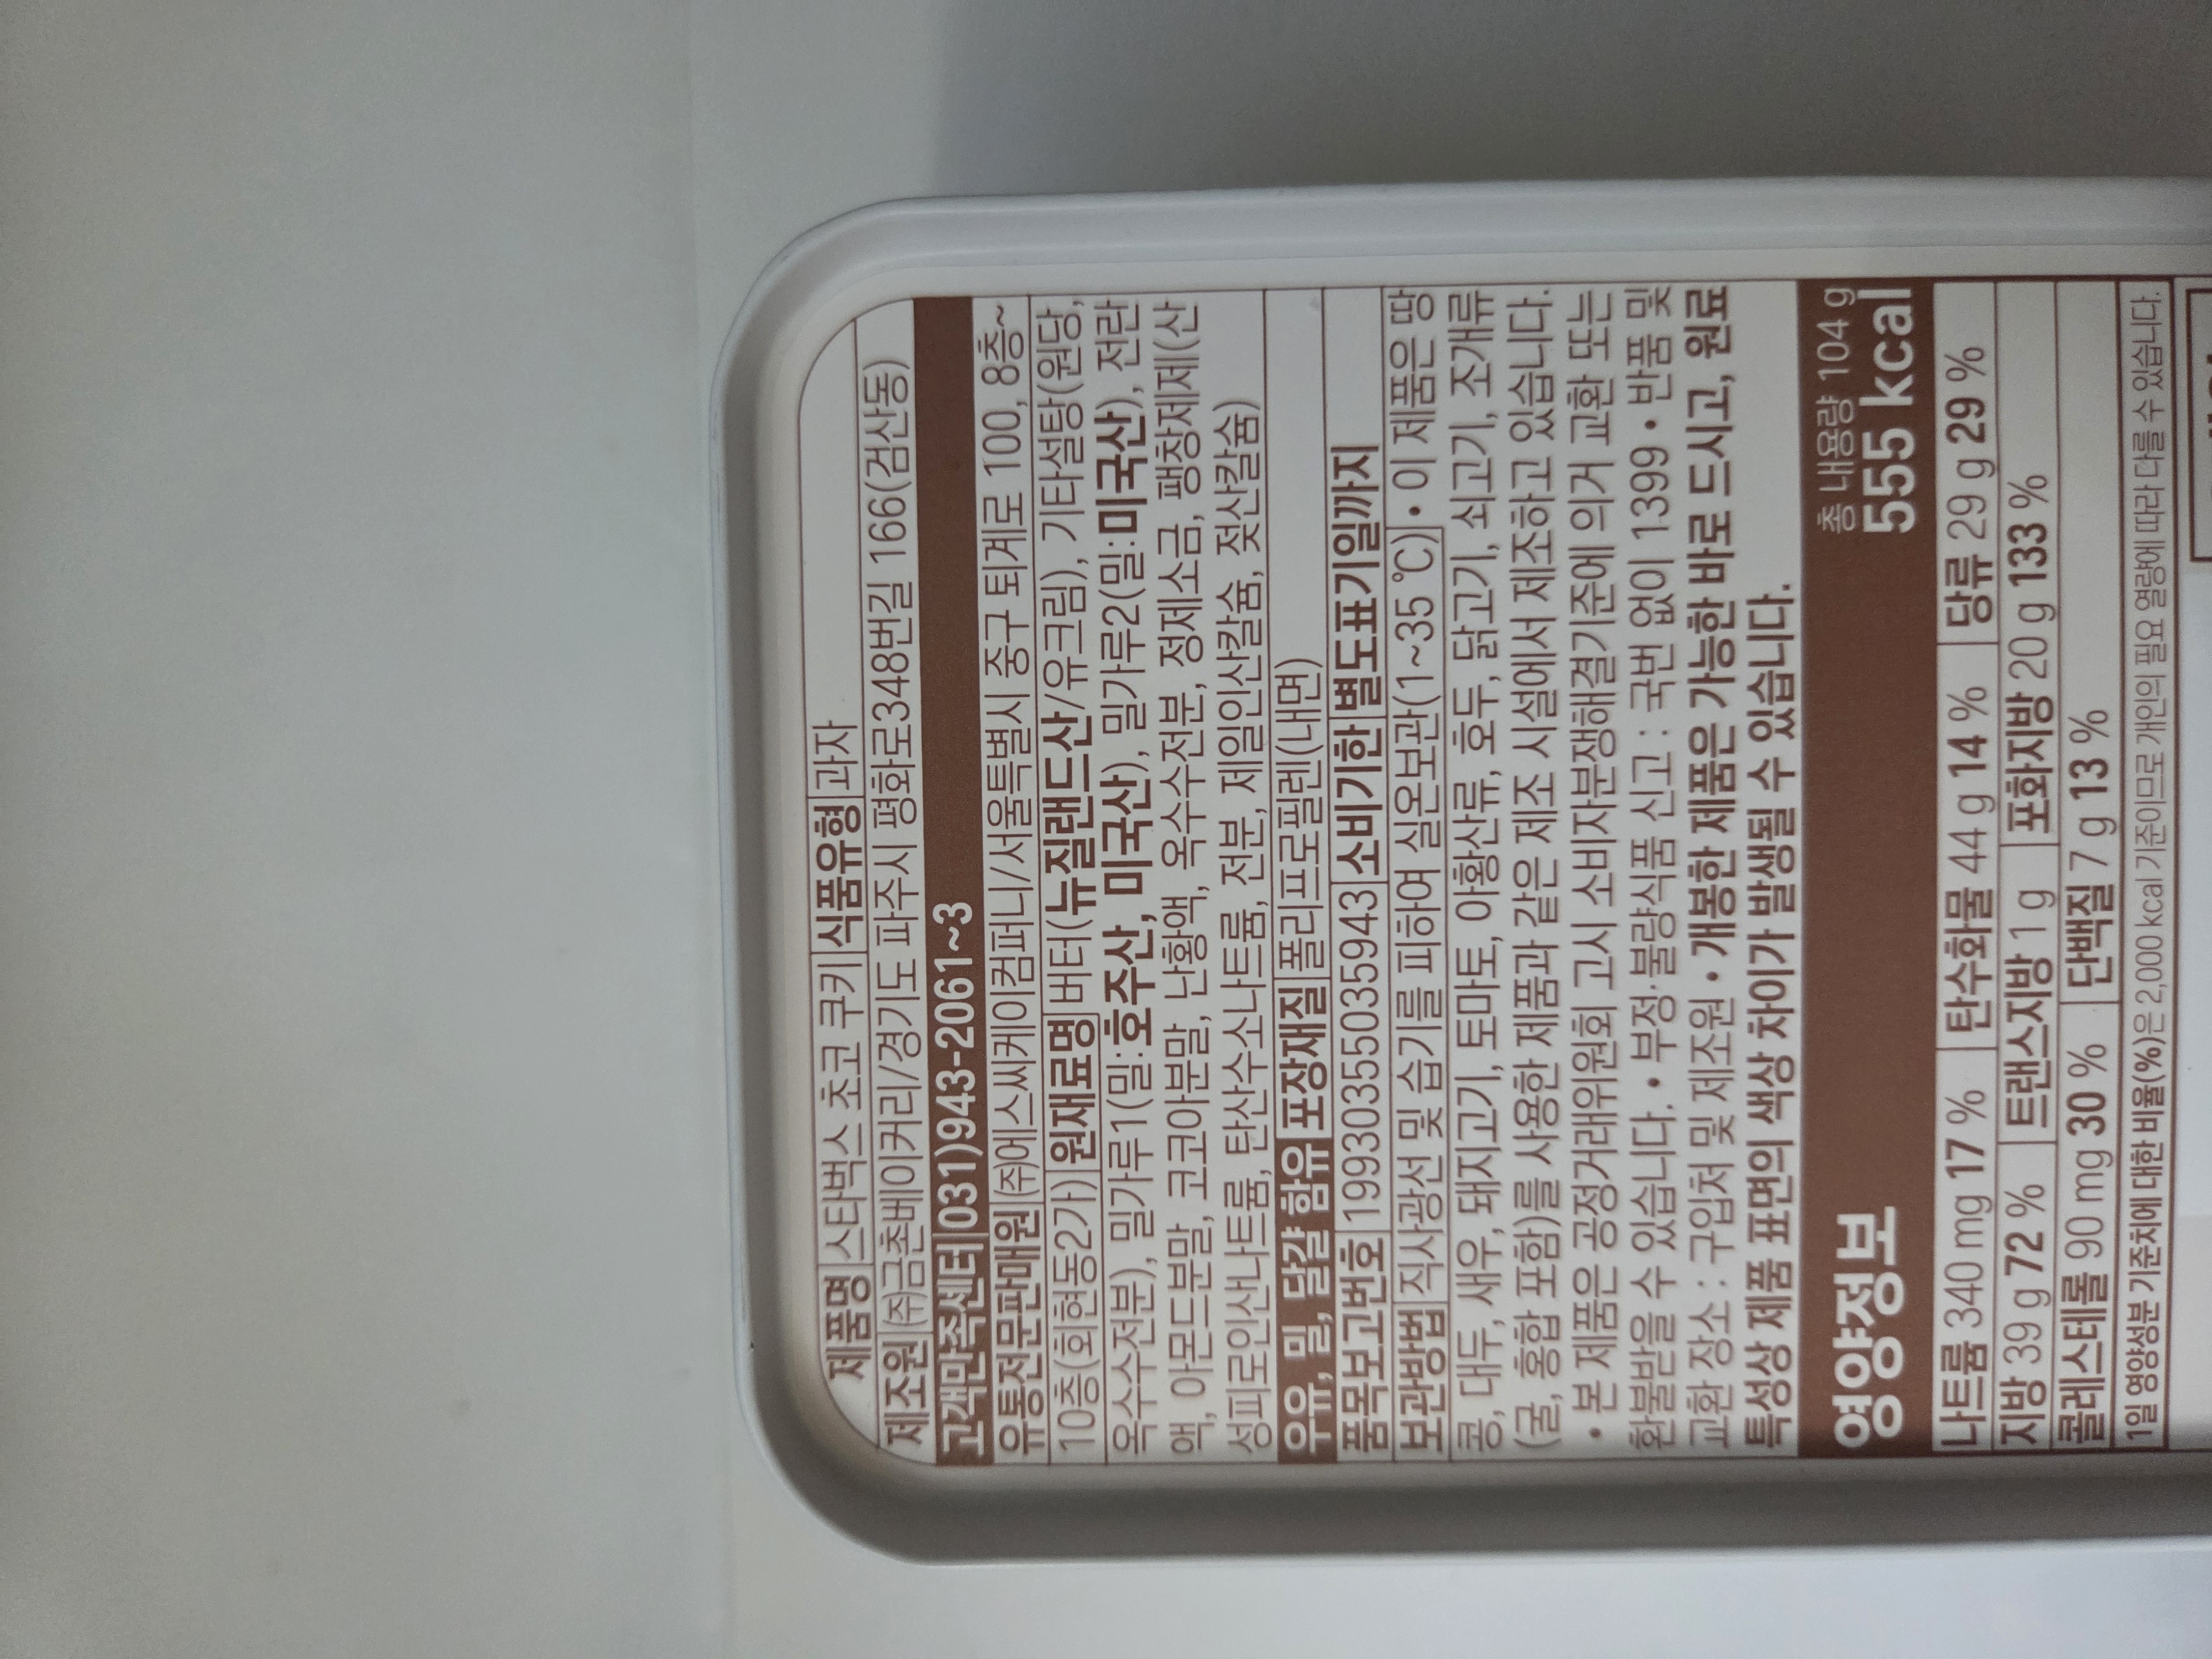 제품명 스타벅스 초코 쿠키 식품유형 과자
제조원 ㈜금촌베이커리/경기도 파주시 평화로348번길 166(검산동)
고객만족센터 031)943-2061~3
유통전문판매원 ㈜에스씨케이컴퍼니/서울특별시 중구 퇴계로 100, 8층~
10층(회현동2가) 원재료명 버터(뉴질랜드산/유크림), 기타설탕(원당,
옥수수전분), 밀가루1(밀:호주산, 미국산), 밀가루2(밀:미국산), 전란
액, 아몬드분말, 코코아분말, 난황액, 옥수수전분, 정제소금, 팽창제제(산
성피로인산나트륨, 탄산수소나트륨, 전분, 제일인산칼슘, 젖산칼슘)
우유, 밀, 달걀 함유 포장재질 폴리프로필렌(내면)
품목보고번호 19930355035943 소비기한 별도표기일까지
보관방법 직사광선 및 습기를 피하여 실온보관(1~35 ℃) • 이 제품은 땅
콩, 대두, 새우, 돼지고기, 토마토, 아황산류, 호두, 닭고기, 쇠고기, 조개류
(굴, 홍합 포함)를 사용한 제품과 같은 제조 시설에서 제조하고 있습니다.
• 본 제품은 공정거래위원회 고시 소비자분쟁해결기준에 의거 교환 또는
환불받을 수 있습니다. • 부정·불량식품 신고 : 국번 없이 1399 • 반품 및
교환 장소 : 구입처 및 제조원 • 개봉한 제품은 가능한 바로 드시고, 원료
특성상 제품 표면의 색상 차이가 발생될 수 있습니다.
영양정보 총 내용량 104 g
555 kcal
나트륨 340 mg 17 % 탄수화물 44 g 14 % 당류 29 g 29 %
지방 39 g 72 % 트랜스지방 1 g 포화지방 20 g 133 %
콜레스테롤 90 mg 30 % 단백질 7 g 13 %
1일 영양성분 기준치에 대한 비율(%)은 2,000 kcal 기준이므로 개인의 필요 열량에 따라 다를 수 있습니다.